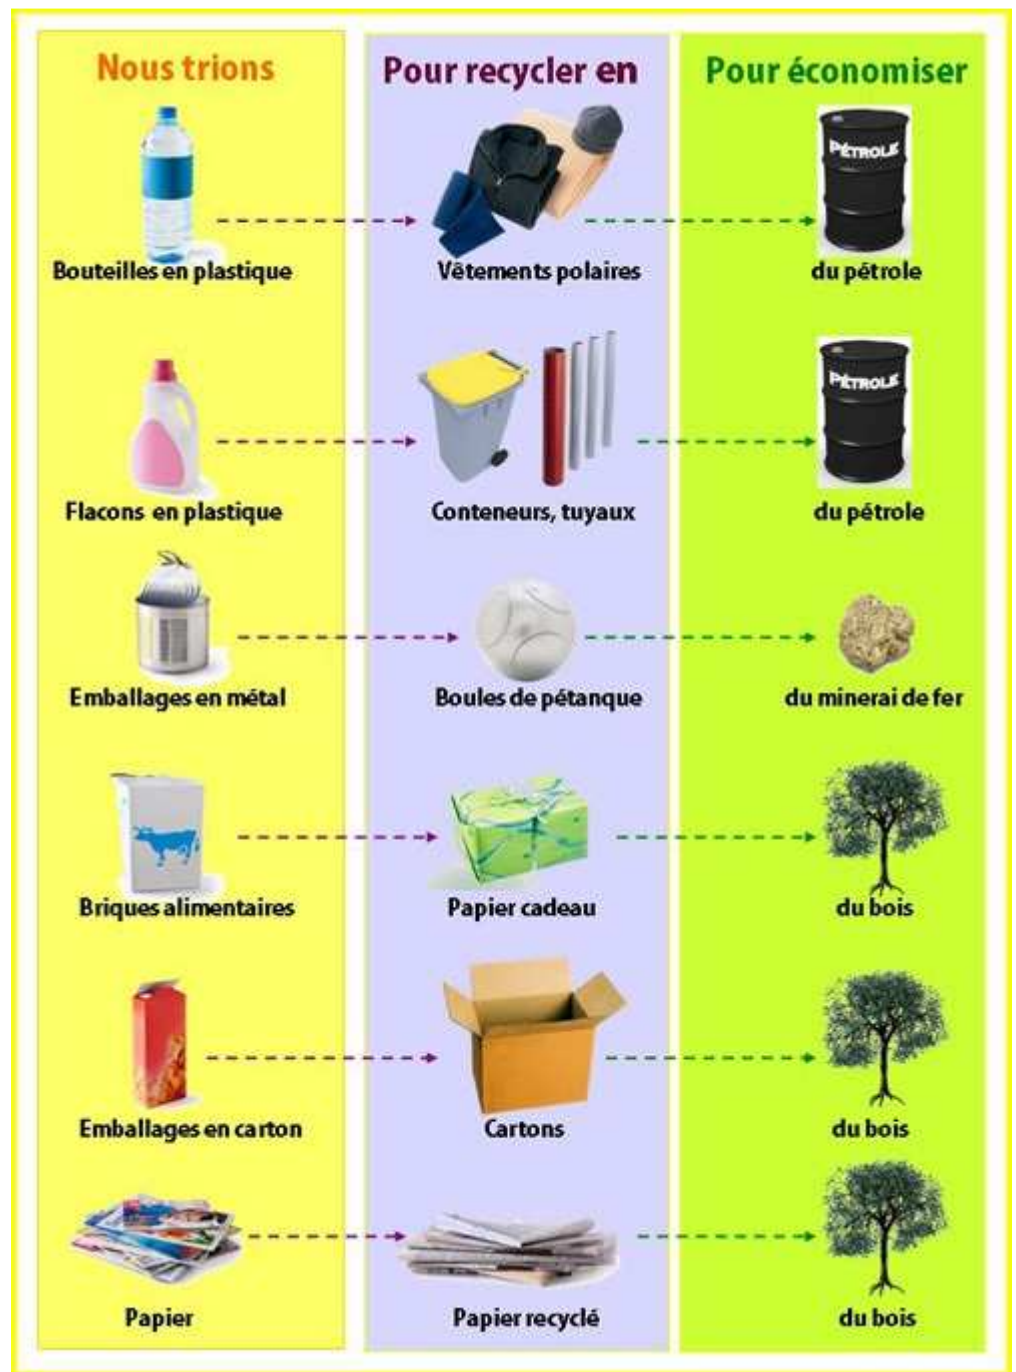 Nous trions
Pour recycler en
Pour économiser
PÉTROLE
Bouteilles en plastique
Vêtements polaires
du pétrole
PÉTROLE
Flacons en plastique
Conteneurs, tuyaux
du pétrole
Emballages en métal
Boules de pétanque
du minerai de fer
Briques alimentaires
Papier cadeau
du bois
Emballages en carton
Cartons
du bois
Papier
Papier recyclé
du bois